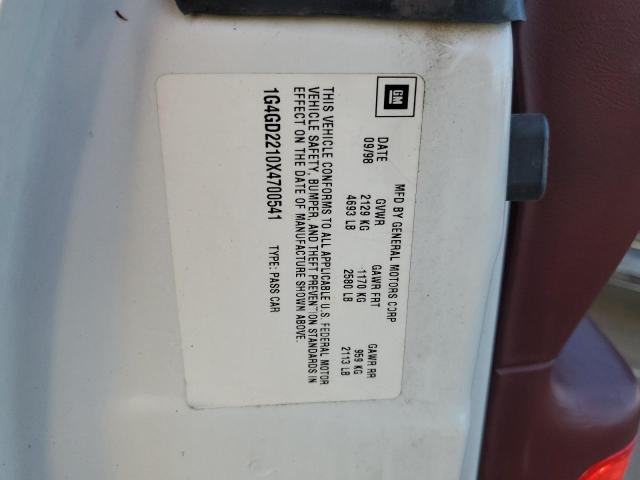 GM
MFD BY GENERAL MOTORS CORP
DATE GVWR GAWR FRT GAWR RR
09/98 2129 KG 1170 KG 959 KG
4693 LB 2580 LB 2113 LB
THIS VEHICLE CONFORMS TO ALL APPLICABLE U.S. FEDERAL MOTOR
VEHICLE SAFETY, BUMPER, AND THEFT PREVENTION STANDARDS IN
EFFECT ON THE DATE OF MANUFACTURE SHOWN ABOVE.
1G4GD2210X4700541 TYPE: PASS CAR